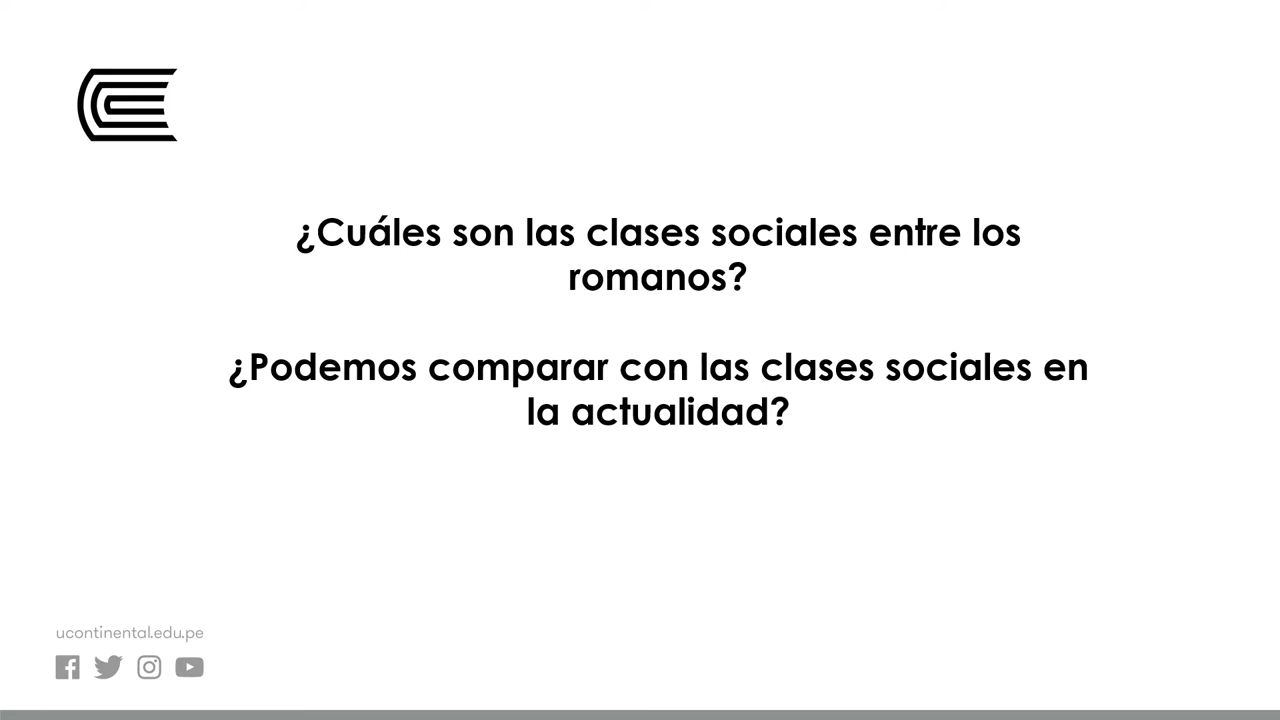 ¿Cuáles son las clases sociales entre los
romanos?
¿Podemos comparar con las clases sociales en
la actualidad?
ucontinental.edu.pe